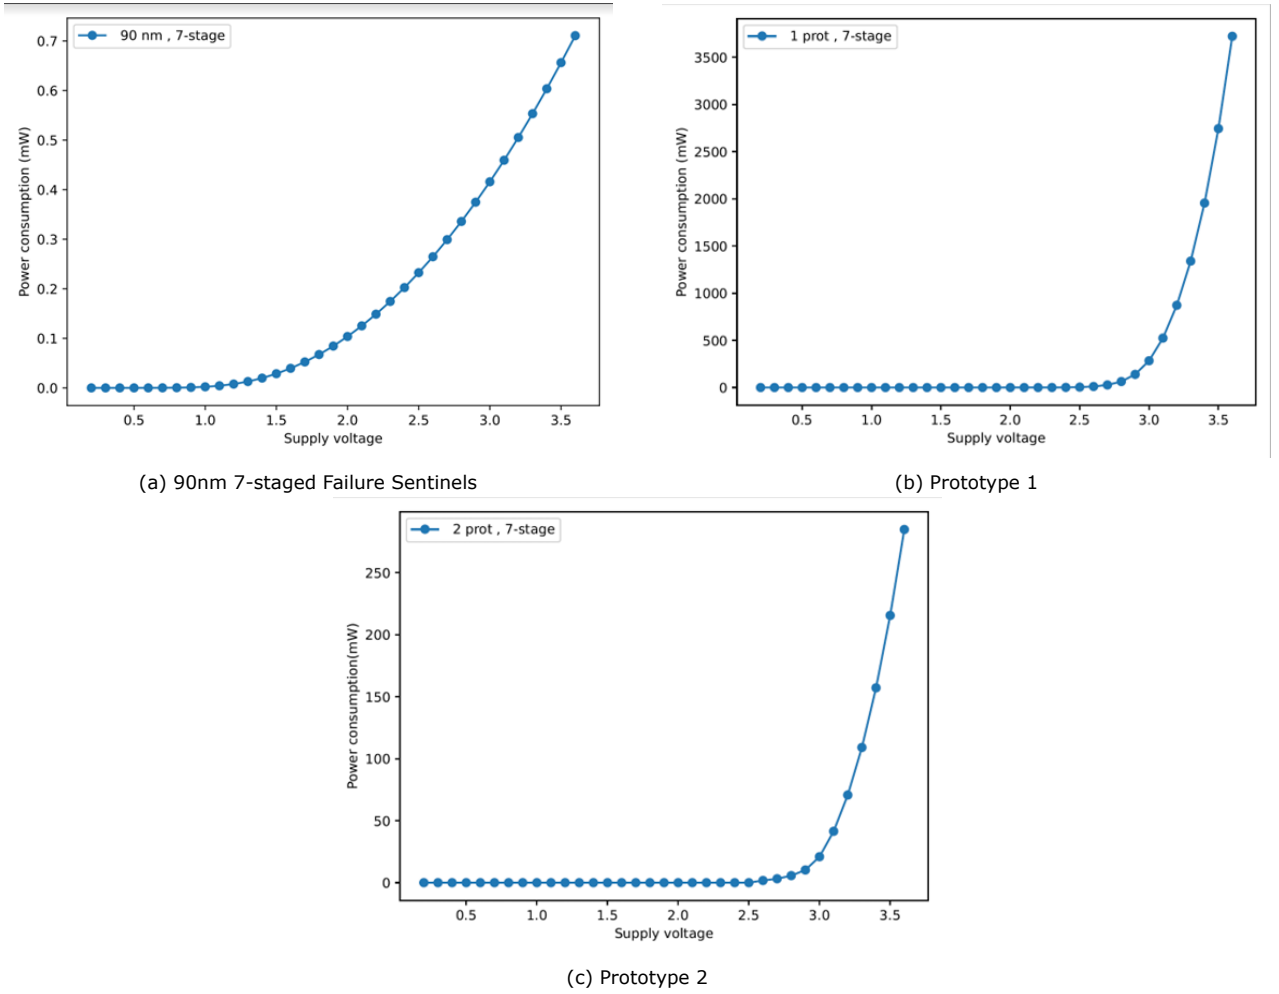 90 nm , 7-stage
0.7
0.6
0.5
0.4
0.3
0.2
0.1
0.0
Power consumption (mW)
0.5 1.0 1.5 2.0 2.5 3.0 3.5
Supply voltage
(a) 90nm 7-staged Failure Sentinels
1 prot , 7-stage
3500
3000
2500
2000
1500
1000
500
0
Power consumption (mW)
0.5 1.0 1.5 2.0 2.5 3.0 3.5
Supply voltage
(b) Prototype 1
2 prot , 7-stage
250
200
150
100
50
0
Power consumption(mW)
0.5 1.0 1.5 2.0 2.5 3.0 3.5
Supply voltage
(c) Prototype 2